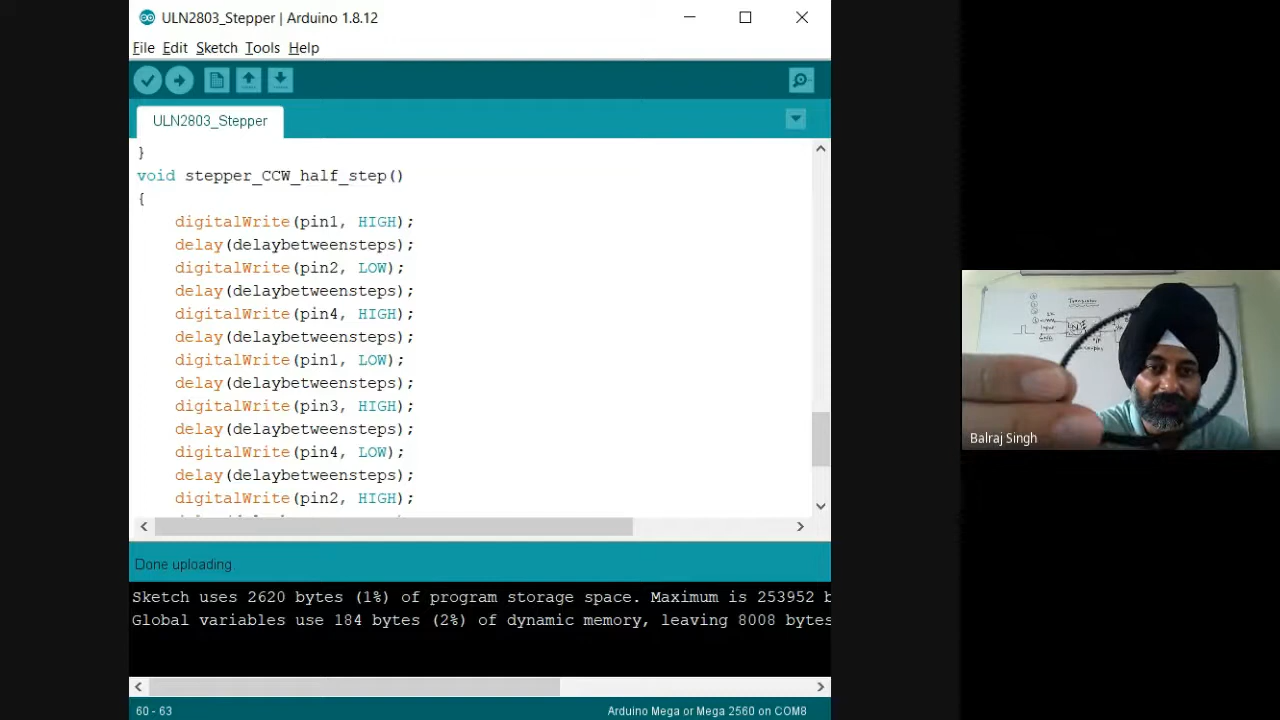 ULN2803_Stepper | Arduino 1.8.12
File Edit Sketch Tools Help
ULN2803_Stepper
}
void stepper_CCW_half_step()
{
digitalWrite(pin1, HIGH);
delay(delaybetweensteps);
digitalWrite(pin2, LOW);
delay(delaybetweensteps);
digitalWrite(pin4, HIGH);
delay(delaybetweensteps);
digitalWrite(pin1, LOW);
delay(delaybetweensteps);
digitalWrite(pin3, HIGH);
delay(delaybetweensteps);
digitalWrite(pin4, LOW);
delay(delaybetweensteps);
digitalWrite(pin2, HIGH);
Transistor
Input
Balraj Singh
Done uploading.
Sketch uses 2620 bytes (1%) of program storage space. Maximum is 253952 b
Global variables use 184 bytes (2%) of dynamic memory, leaving 8008 bytes
60 - 63
Arduino Mega or Mega 2560 on COM8